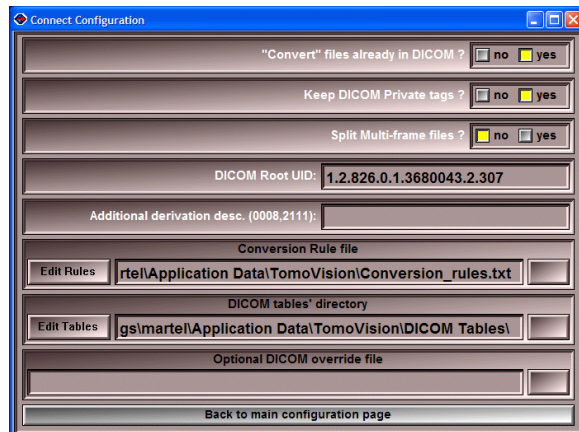 Connect Configuration
"Convert" files already in DICOM ? no yes
Keep DICOM Private tags ? no yes
Split Multi-frame files ? no yes
DICOM Root UID: 1.2.826.0.1.3680043.2.307
Additional derivation desc. (0008,2111):
Conversion Rule file
Edit Rules rtel\Application Data\TomoVision\Conversion_rules.txt
DICOM tables' directory
Edit Tables gs\martel\Application Data\TomoVision\DICOM Tables\
Optional DICOM override file
Back to main configuration page